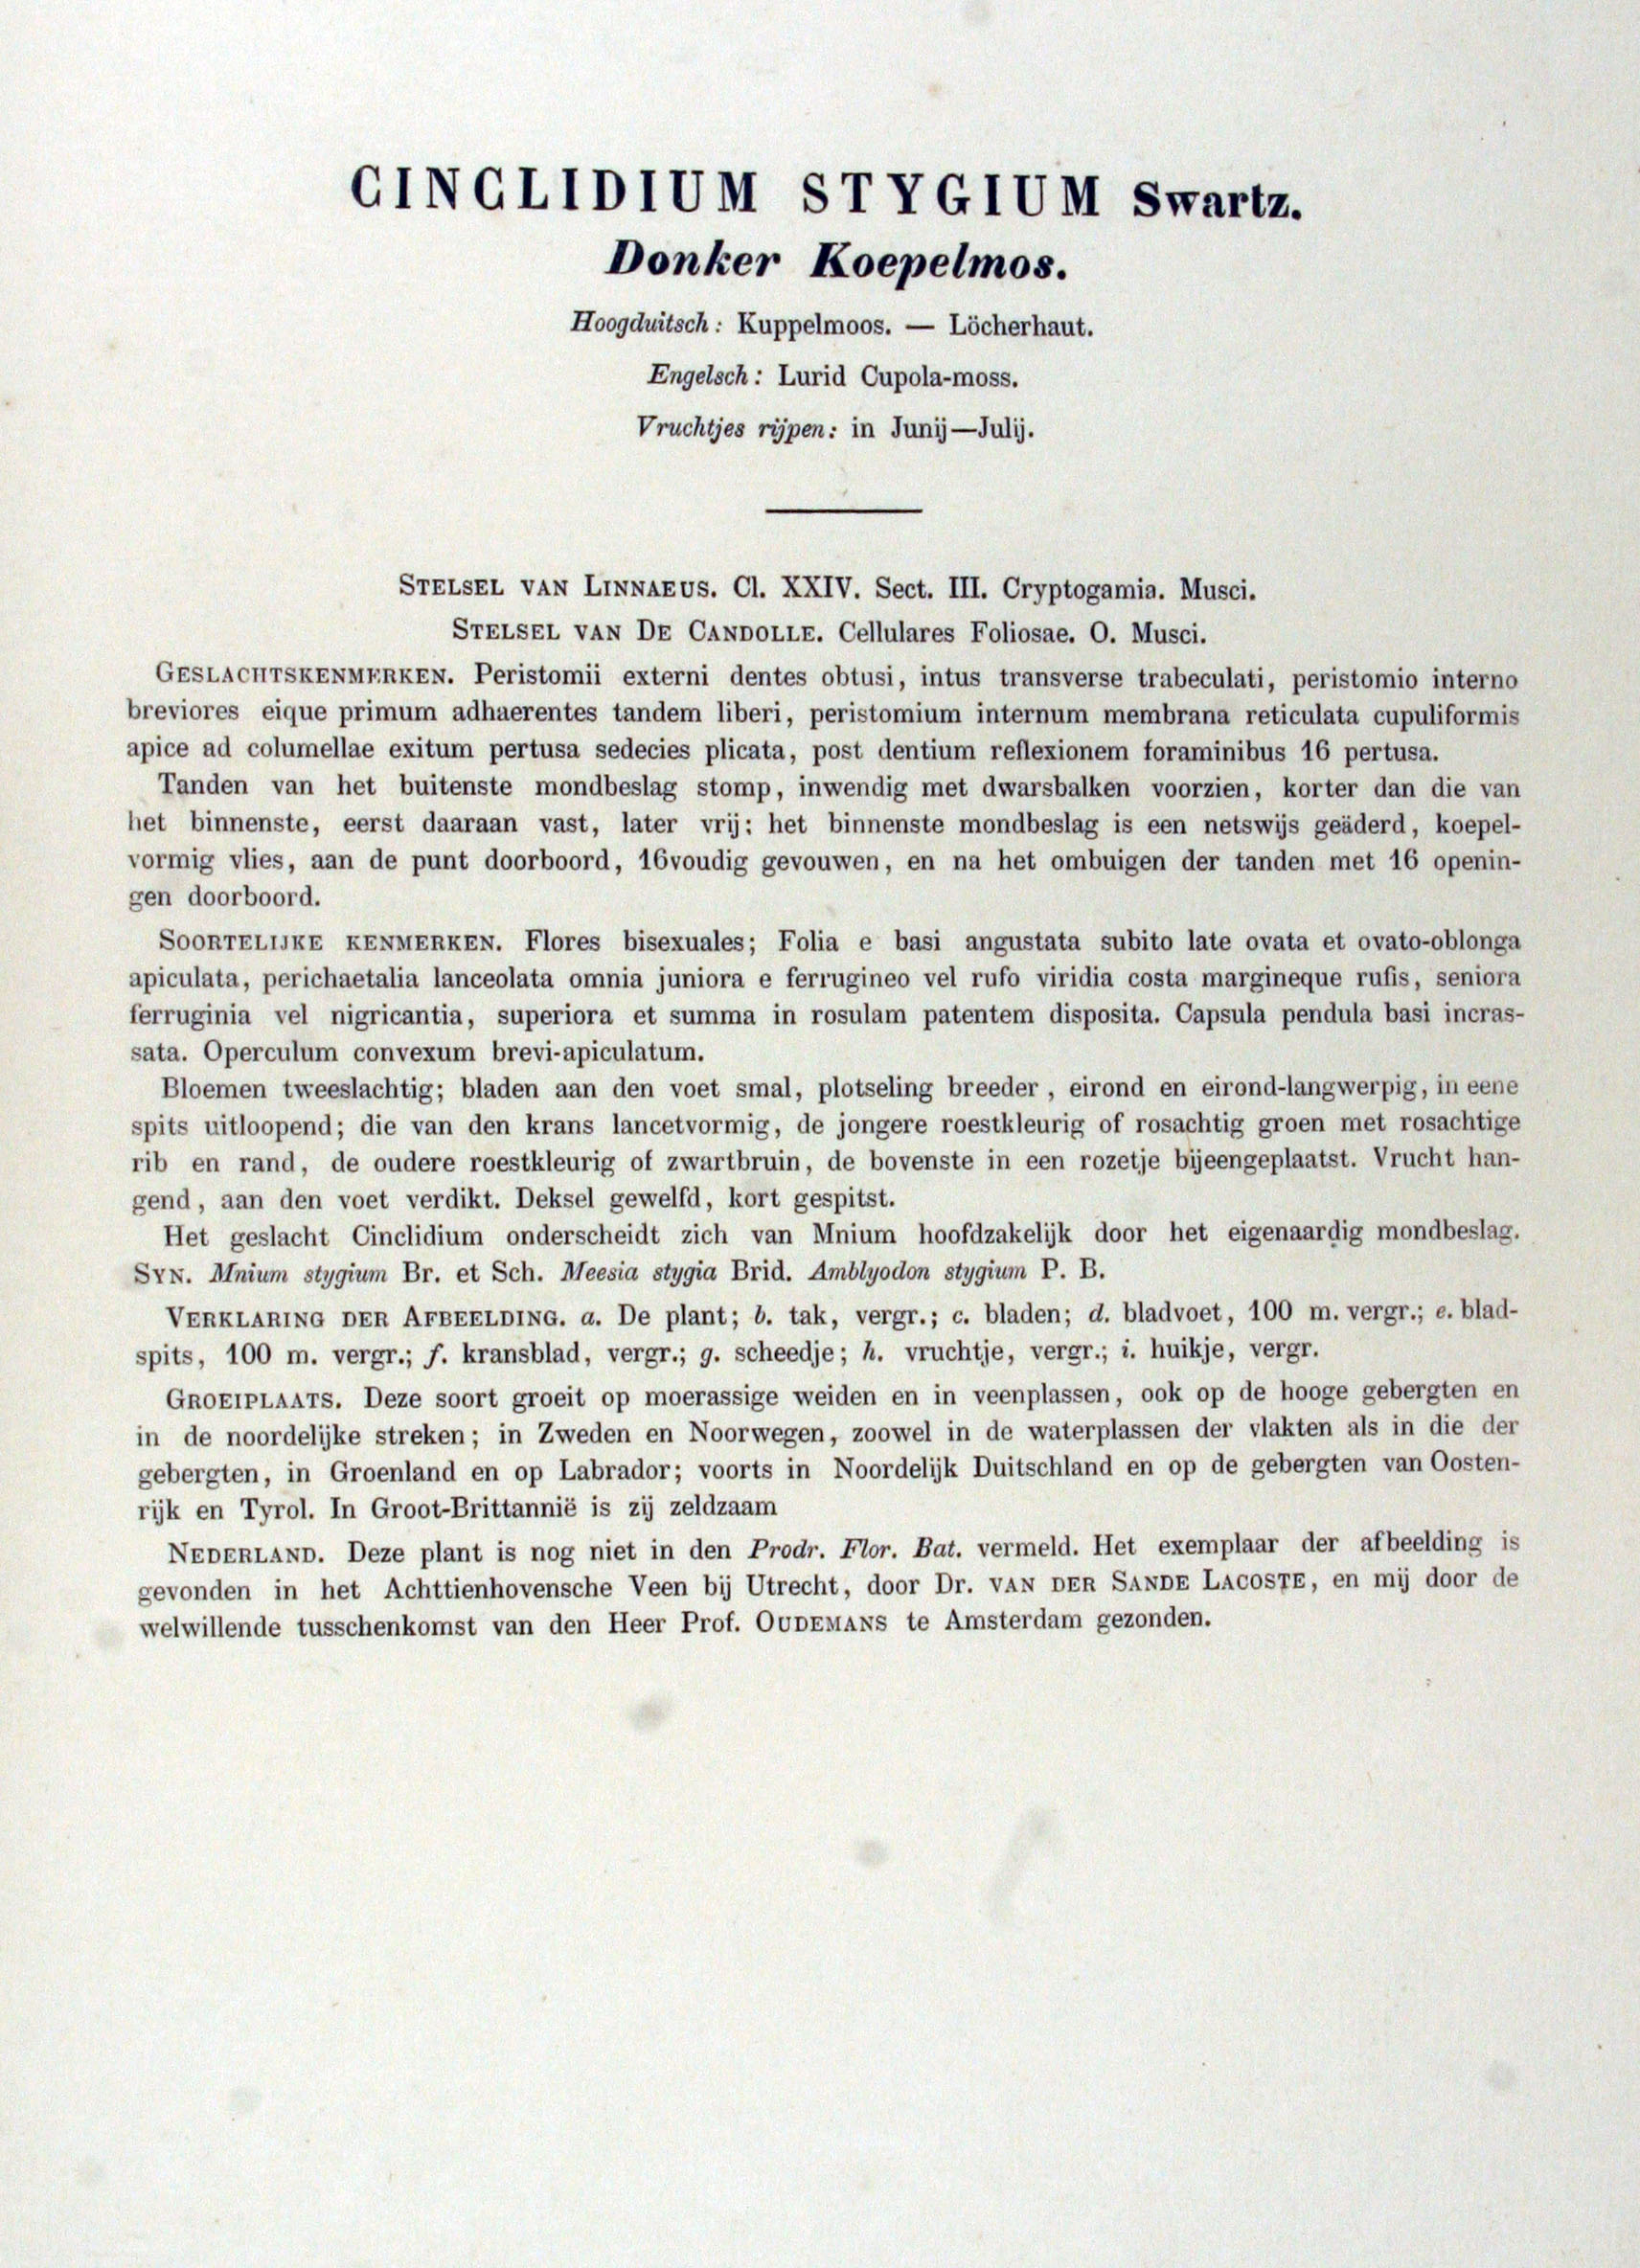 CINCLIDIUM STYGIUM Swartz.
Donker Koepelmos.
Hoogduitsch: Kuppelmoos. — Löcherhaut.
Engelsch: Lurid Cupola-moss.
Vruchtjes rijpen: in Junij—Julij.
STELSEL VAN LINNAEUS. Cl. XXIV. Sect. III. Cryptogamia. Musci.
STELSEL VAN DE CANDOLLE. Cellulares Foliosae. O. Musci.
GESLACHTSKENMERKEN. Peristomii externi dentes obtusi, intus transverse trabeculati, peristomio interno
breviores eique primum adhaerentes tandem liberi, peristomium internum membrana reticulata cupuliformis
apice ad columellae exitum pertusa sedecies plicata, post dentium reflexionem foraminibus 16 pertusa.
Tanden van het buitenste mondbeslag stomp, inwendig met dwarsbalken voorzien, korter dan die van
het binnenste, eerst daaraan vast, later vrij; het binnenste mondbeslag is een netswijs geäderd, koepel-
vormig vlies, aan de punt doorboord, 16voudig gevouwen, en na het ombuigen der tanden met 16 openin-
gen doorboord.
SOORTELIJKE KENMERKEN. Flores bisexuales; Folia e basi angustata subito late ovata et ovato-oblonga
apiculata, perichaetalia lanceolata omnia juniora e ferrugineo vel rufo viridia costa margineque rufis, seniora
ferruginia vel nigricantia, superiora et summa in rosulam patentem disposita. Capsula pendula basi incras-
sata. Operculum convexum brevi-apiculatum.
Bloemen tweeslachtig; bladen aan den voet smal, plotseling breeder, eirond en eirond-langwerpig, in eene
spits uitloopend; die van den krans lancetvormig, de jongere roestkleurig of rosachtig groen met rosachtige
rib en rand, de oudere roestkleurig of zwartbruin, de bovenste in een rozetje bijeengeplaatst. Vrucht han-
gend, aan den voet verdikt. Deksel gewelfd, kort gespitst.
Het geslacht Cinclidium onderscheidt zich van Mnium hoofdzakelijk door het eigenaardig mondbeslag.
SYN. Mnium stygium Br. et Sch. Meesia stygia Brid. Amblyodon stygium P. B.
VERKLARING DER AFBEELDING. a. De plant; b. tak, vergr.; c. bladen; d. bladvoet, 100 m. vergr.; e. blad-
spits, 100 m. vergr.; f. kransblad, vergr.; g. scheedje; h. vruchtje, vergr.; i. huikje, vergr.
GROEIPLAATS. Deze soort groeit op moerassige weiden en in veenplassen, ook op de hooge gebergten en
in de noordelijke streken; in Zweden en Noorwegen, zoowel in de waterplassen der vlakten als in die der
gebergten, in Groenland en op Labrador; voorts in Noordelijk Duitschland en op de gebergten van Oosten-
rijk en Tyrol. In Groot-Brittannië is zij zeldzaam
NEDERLAND. Deze plant is nog niet in den Prodr. Flor. Bat. vermeld. Het exemplaar der afbeelding is
gevonden in het Achttienhovensche Veen bij Utrecht, door Dr. VAN DER SANDE LACOSTE, en mij door de
welwillende tusschenkomst van den Heer Prof. OUDEMANS te Amsterdam gezonden.